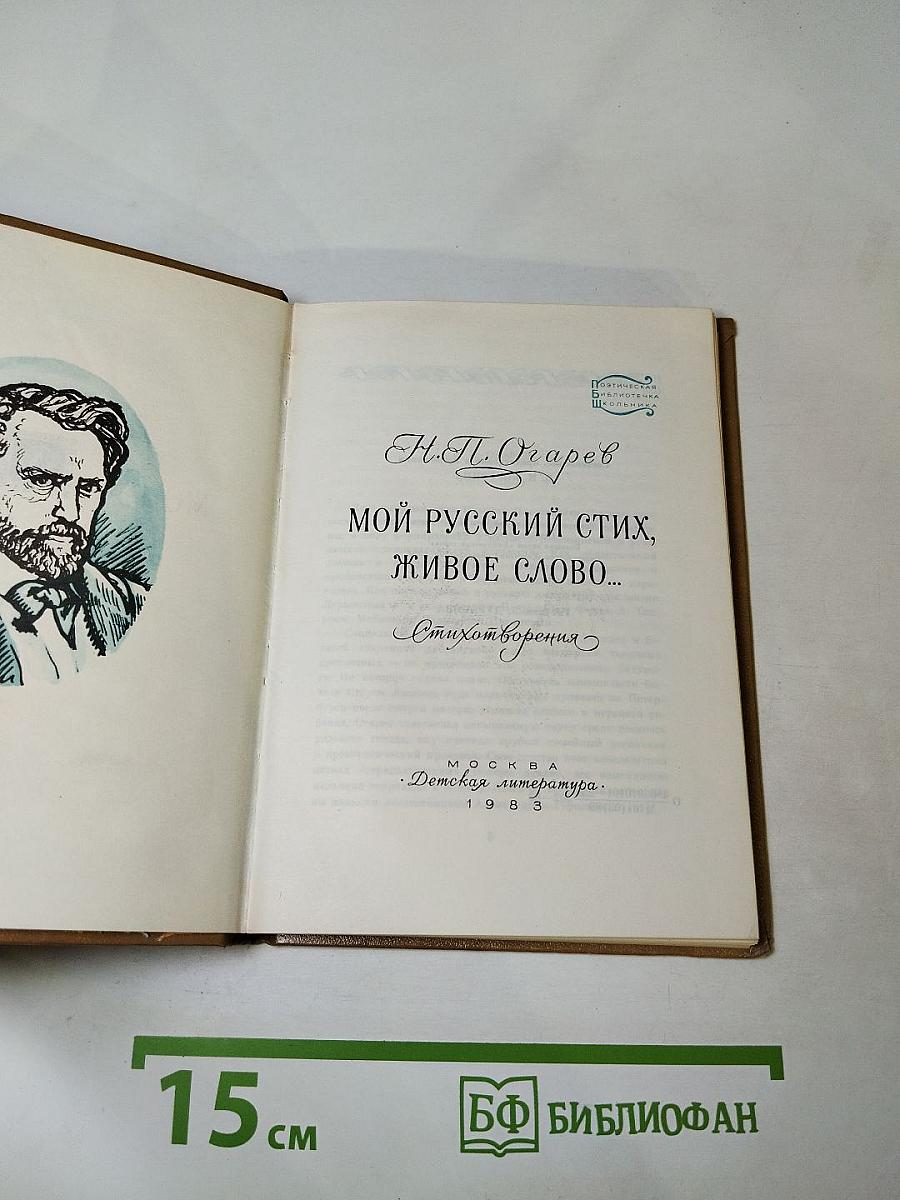 Поэтическая
Библиотечка
Школьника
Н.П. Огарев
МОЙ РУССКИЙ СТИХ,
ЖИВОЕ СЛОВО...
Стихотворения
МОСКВА
·Детская литература·
1983
15 см
БФ БИБЛИОФАН